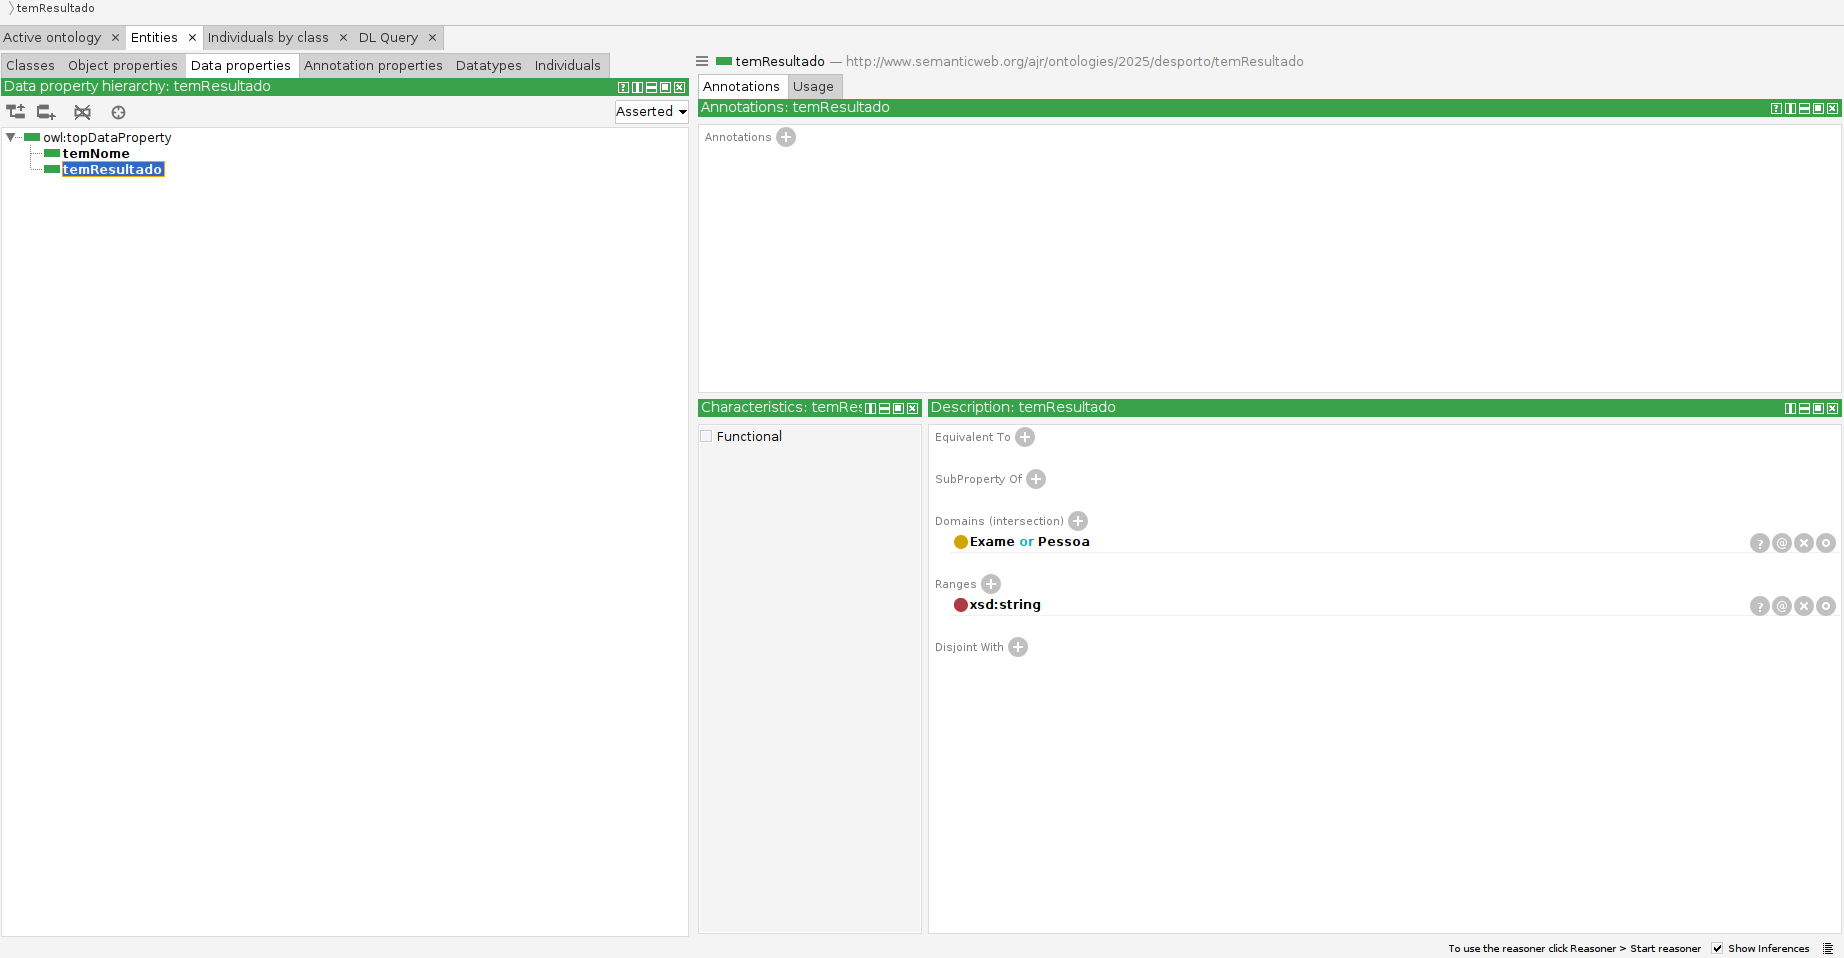 temResultado
Active ontology × Entities × Individuals by class × DL Query ×
Classes Object properties Data properties Annotation properties Datatypes Individuals
Data property hierarchy: temResultado
Asserted
owl:topDataProperty
temNome
temResultado
temResultado — http://www.semanticweb.org/ajr/ontologies/2025/desporto/temResultado
Annotations Usage
Annotations: temResultado
Annotations
Characteristics: temRes
Functional
Description: temResultado
Equivalent To
SubProperty Of
Domains (intersection)
Exame or Pessoa
Ranges
xsd:string
Disjoint With
To use the reasoner click Reasoner > Start reasoner Show Inferences